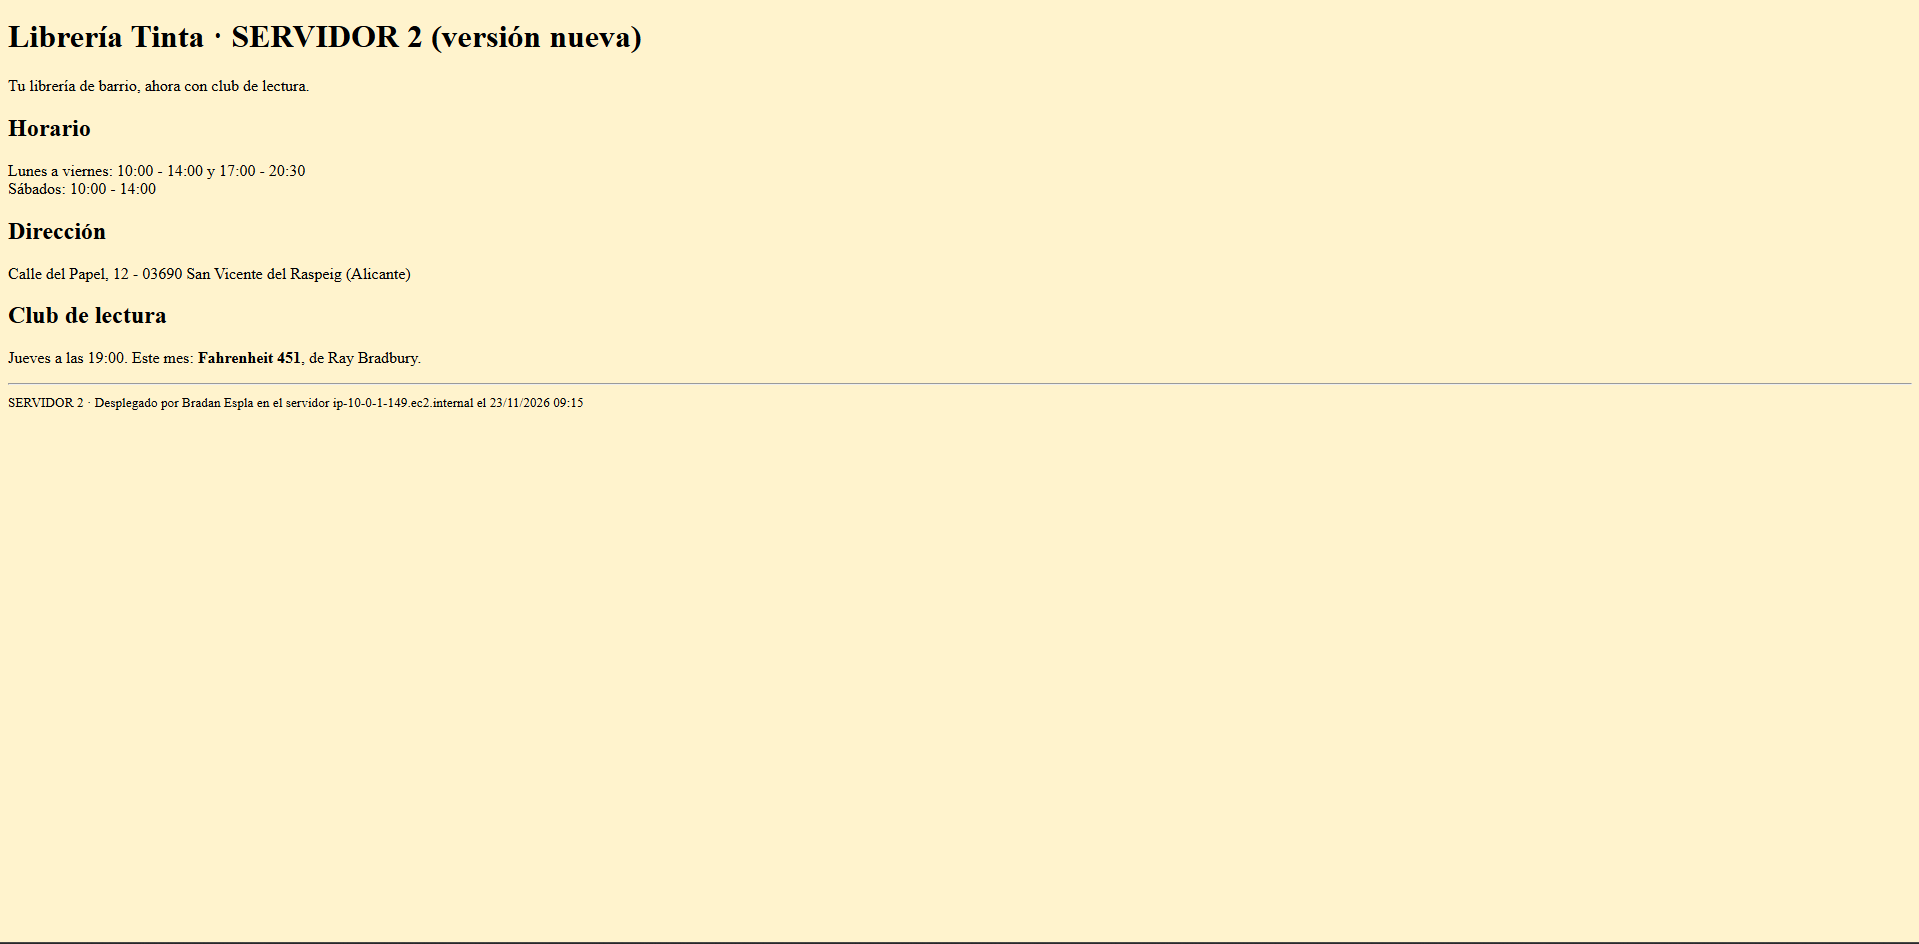 Librería Tinta · SERVIDOR 2 (versión nueva)
Tu librería de barrio, ahora con club de lectura.
Horario
Lunes a viernes: 10:00 - 14:00 y 17:00 - 20:30
Sábados: 10:00 - 14:00
Dirección
Calle del Papel, 12 - 03690 San Vicente del Raspeig (Alicante)
Club de lectura
Jueves a las 19:00. Este mes: Fahrenheit 451, de Ray Bradbury.
SERVIDOR 2 · Desplegado por Bradan Espla en el servidor ip-10-0-1-149.ec2.internal el 23/11/2026 09:15